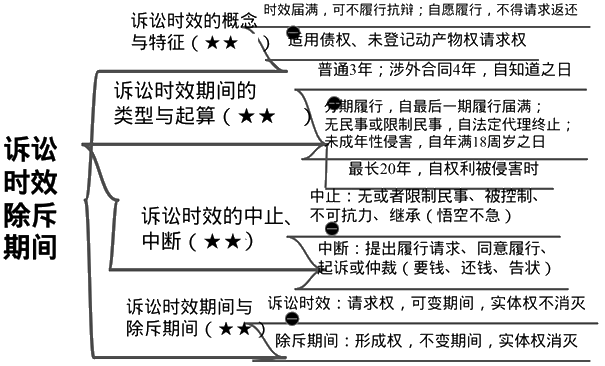 诉讼
时效
除斥
期间
诉讼时效的概念
与特征（★★ ）
时效届满，可不履行抗辩；自愿履行，不得请求返还
适用债权、未登记动产物权请求权
诉讼时效期间的
类型与起算（★★ ）
普通3年；涉外合同4年，自知道之日
分期履行，自最后一期履行届满；
无民事或限制民事，自法定代理终止；
未成年性侵害，自年满18周岁之日
最长20年，自权利被侵害时
诉讼时效的中止、
中断（★★）
中止：无或者限制民事、被控制、
不可抗力、继承（悟空不急）
中断：提出履行请求、同意履行、
起诉或仲裁（要钱、还钱、告状）
诉讼时效期间与
除斥期间（★★ ）
诉讼时效：请求权，可变期间，实体权不消灭
除斥期间：形成权，不变期间，实体权消灭